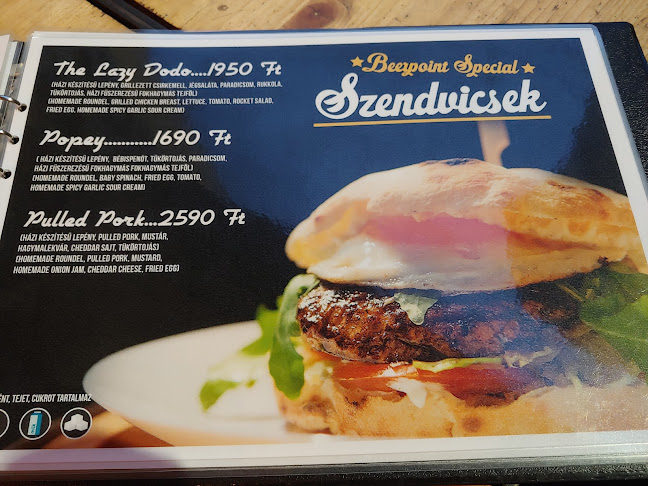 The Lazy Dodo....1950 Ft
(HÁZI KÉSZÍTÉSŰ LEPÉNY, GRILLEZETT CSIRKEMELL, JÉGSALÁTA, PARADICSOM, RUKKOLA,
TÜKÖRTOJÁS, HÁZI FŰSZEREZÉSŰ FOKHAGYMÁS TEJFÖL)
(HOMEMADE ROUNDEL, GRILLED CHICKEN BREAST, LETTUCE, TOMATO, ROCKET SALAD,
FRIED EGG, HOMEMADE SPICY GARLIC SOUR CREAM)
Popey...........1690 Ft
( HÁZI KÉSZÍTÉSŰ LEPÉNY, BÉBISPENÓT, TÜKÖRTOJÁS, PARADICSOM,
HÁZI FŰSZEREZÉSŰ FOKHAGYMÁS FOKHAGYMÁS TEJFÖL)
(HOMEMADE ROUNDEL, BABY SPINACH, FRIED EGG, TOMATO,
HOMEMADE SPICY GARLIC SOUR CREAM)
Pulled Pork...2590 Ft
(HÁZI KÉSZÍTÉSŰ LEPÉNY, PULLED PORK, MUSTÁR,
HAGYMALEKVÁR, CHEDDAR SAJT, TÜKÖRTOJÁS)
(HOMEMADE ROUNDEL, PULLED PORK, MUSTARD,
HOMEMADE ONION JAM, CHEDDAR CHEESE, FRIED EGG)
Beerpoint Special
Szendvicsek
TEJET, CUKROT TARTALMAZ